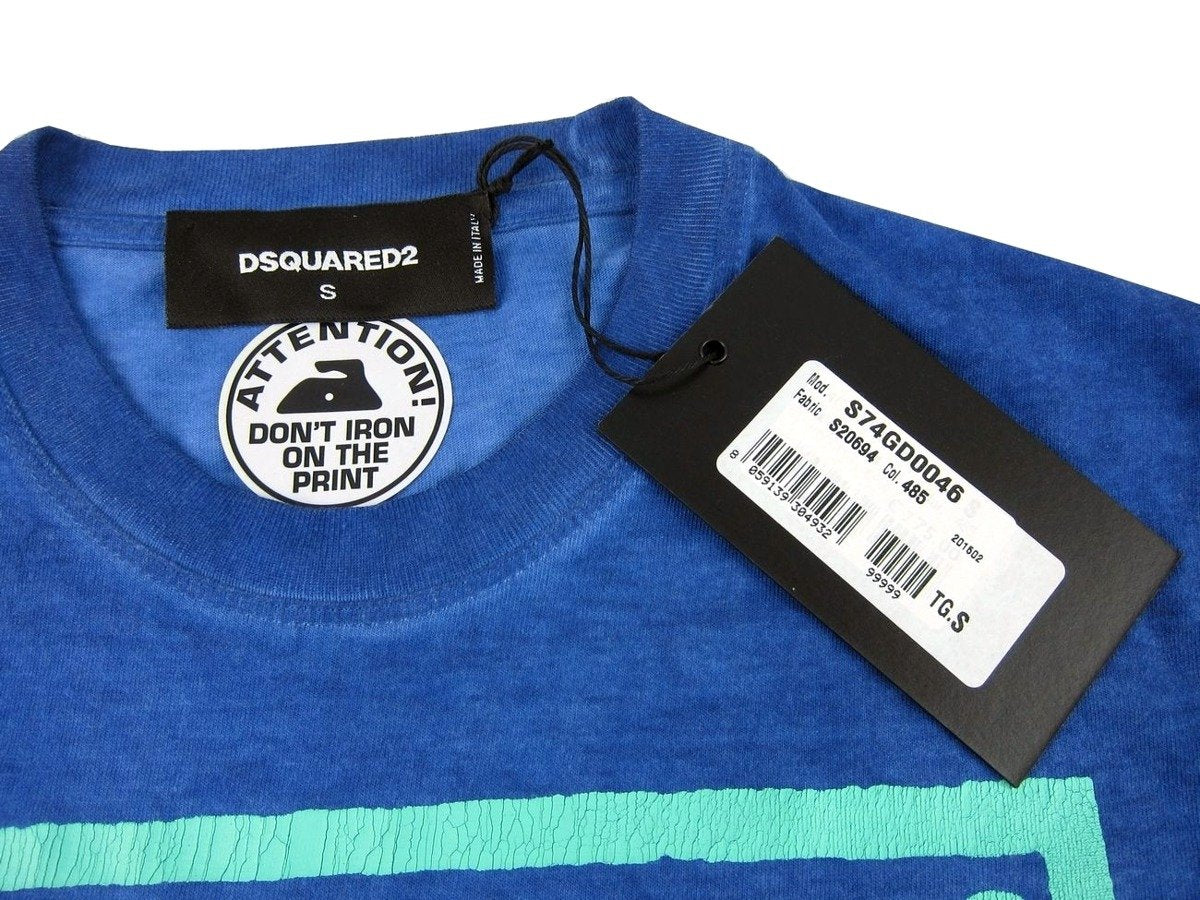 DSQUARED2
S
MADE IN ITALY
ATTENTION!
DON'T IRON
ON THE
PRINT
Mod. S74GD0046 S
Fabric S20694 Col. 485
8 059139 304932
201602
99999
TG.S